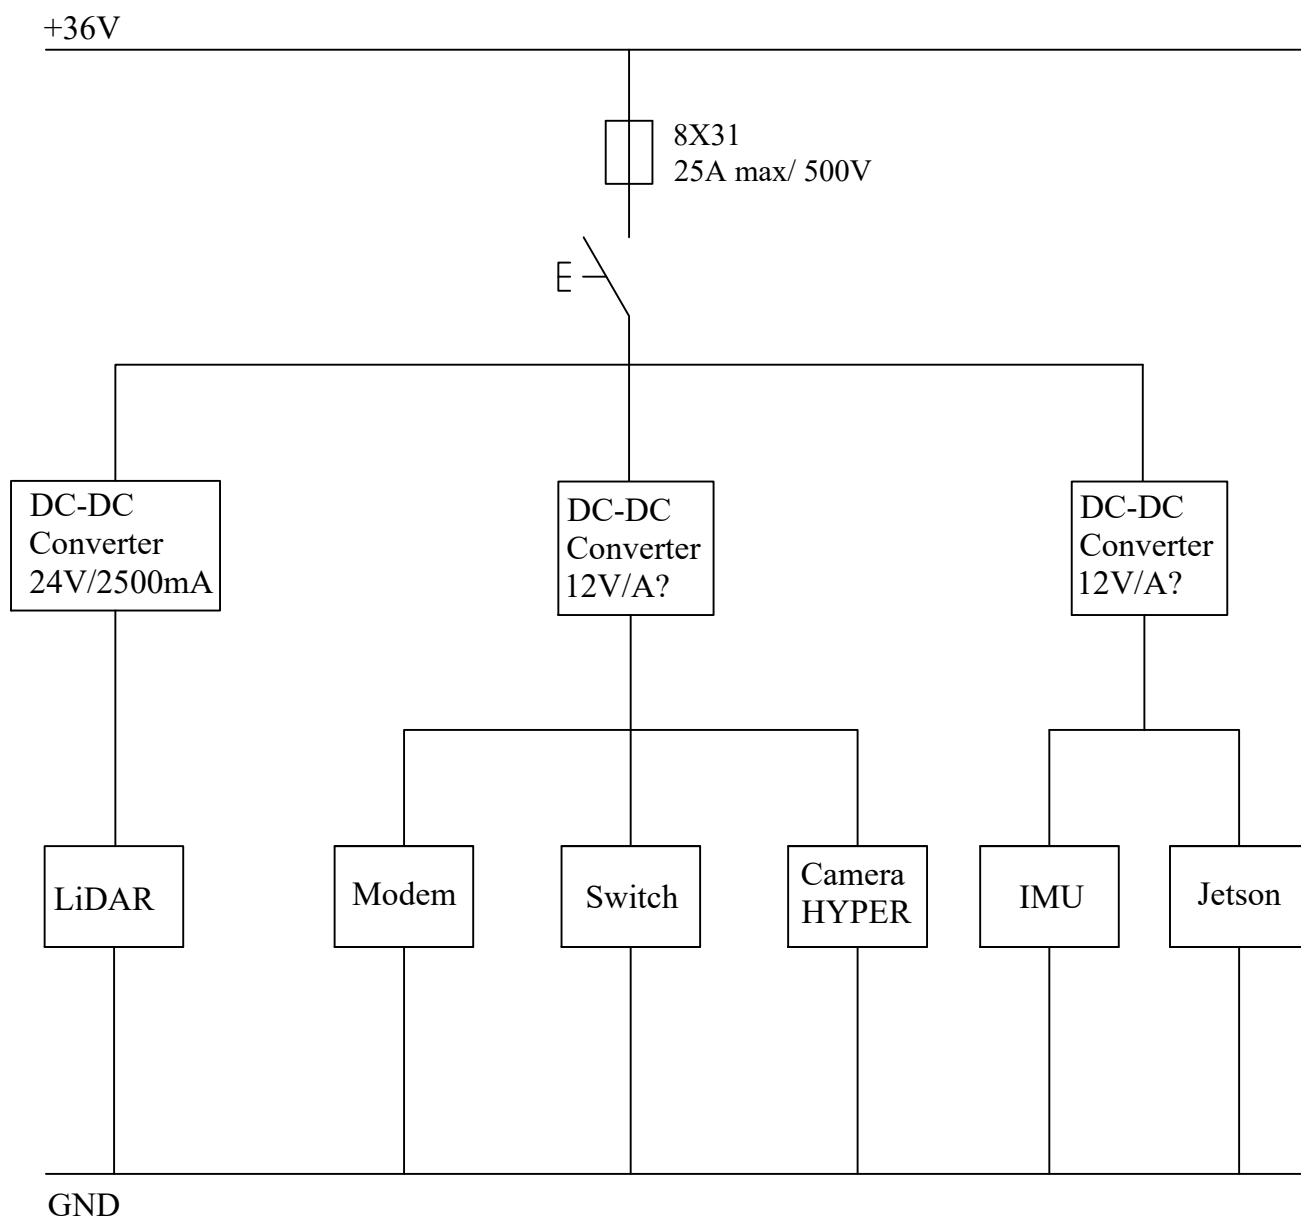 +36V
8X31
25A max/ 500V
DC-DC
Converter
24V/2500mA
DC-DC
Converter
12V/A?
DC-DC
Converter
12V/A?
LiDAR
Modem
Switch
Camera
HYPER
IMU
Jetson
GND